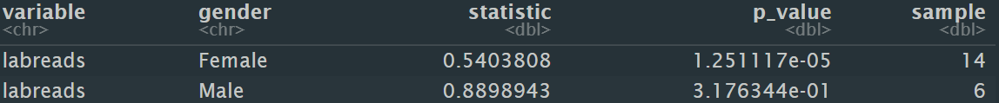 variable gender statistic p_value sample
<chr> <chr> <dbl> <dbl> <dbl>
labreads Female 0.5403808 1.251117e-05 14
labreads Male 0.8898943 3.176344e-01 6